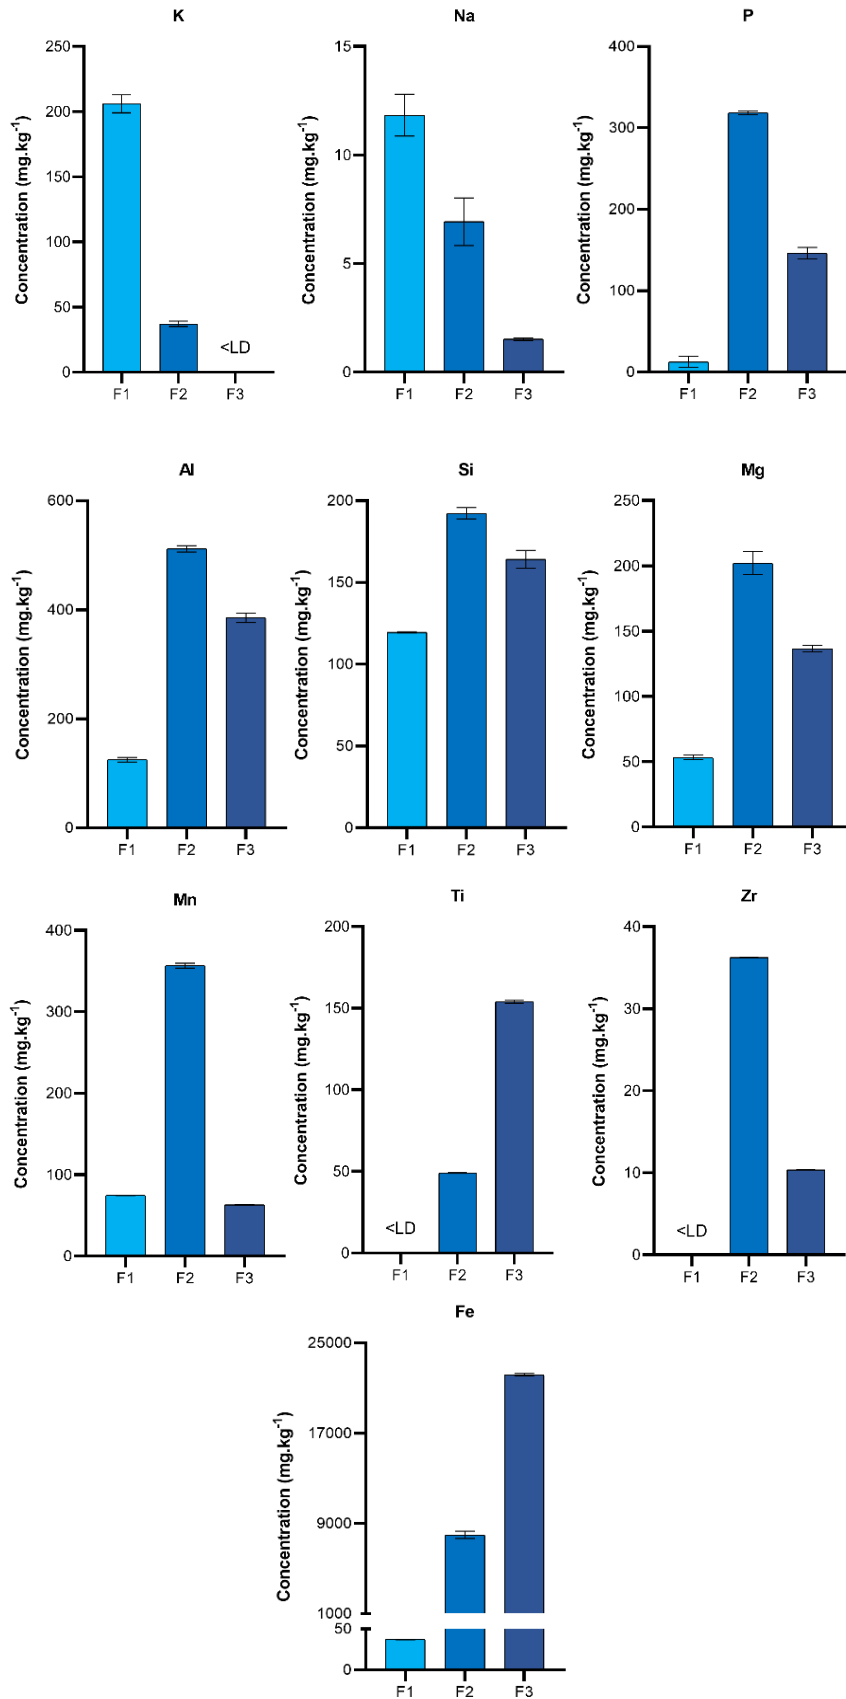 K
Concentration (mg.kg-1)
250
200
150
100
50
0
<LD
F1 F2 F3
Na
Concentration (mg.kg-1)
15
10
5
0
F1 F2 F3
P
Concentration (mg.kg-1)
400
300
200
100
0
F1 F2 F3
Al
Concentration (mg.kg-1)
600
400
200
0
F1 F2 F3
Si
Concentration (mg.kg-1)
200
150
100
50
0
F1 F2 F3
Mg
Concentration (mg.kg-1)
250
200
150
100
50
0
F1 F2 F3
Mn
Concentration (mg.kg-1)
400
300
200
100
0
F1 F2 F3
Ti
Concentration (mg.kg-1)
200
150
100
50
0
<LD
F1 F2 F3
Zr
Concentration (mg.kg-1)
40
30
20
10
0
<LD
F1 F2 F3
Fe
Concentration (mg.kg-1)
25000
17000
9000
1000
50
0
F1 F2 F3